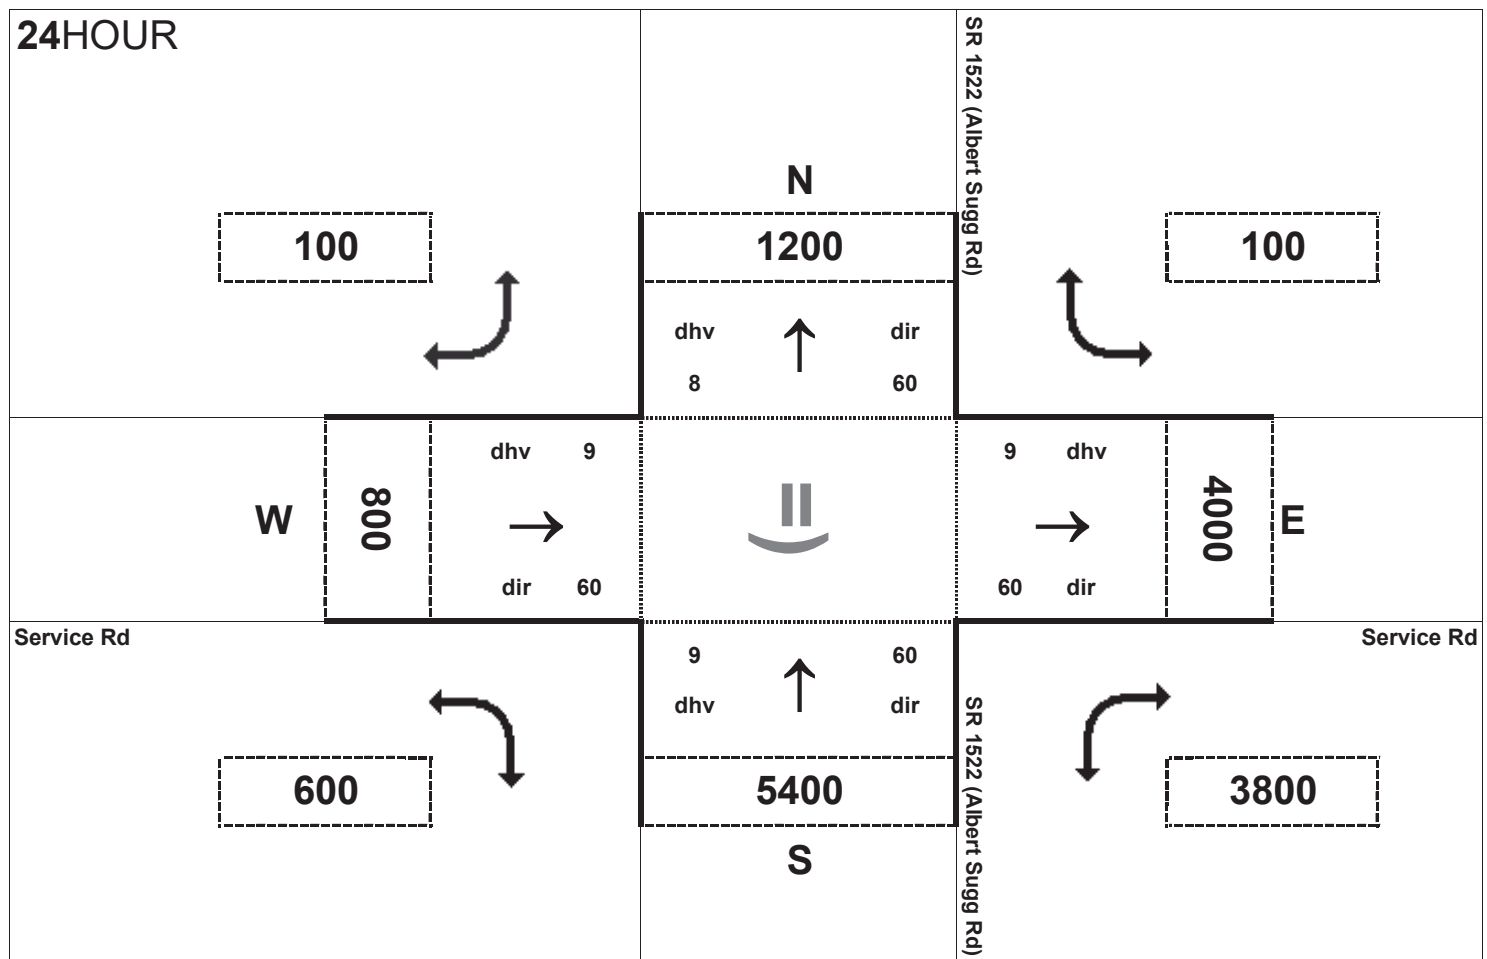 24HOUR
SR 1522 (Albert Sugg Rd)
N
100
1200
100
dhv
dir
8
60
dhv 9
9 dhv
W
800
4000
E
dir 60
60 dir
Service Rd
Service Rd
9
60
dhv
dir
SR 1522 (Albert Sugg Rd)
600
5400
3800
S